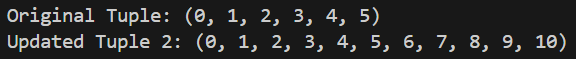 Original Tuple: (0, 1, 2, 3, 4, 5)
Updated Tuple 2: (0, 1, 2, 3, 4, 5, 6, 7, 8, 9, 10)